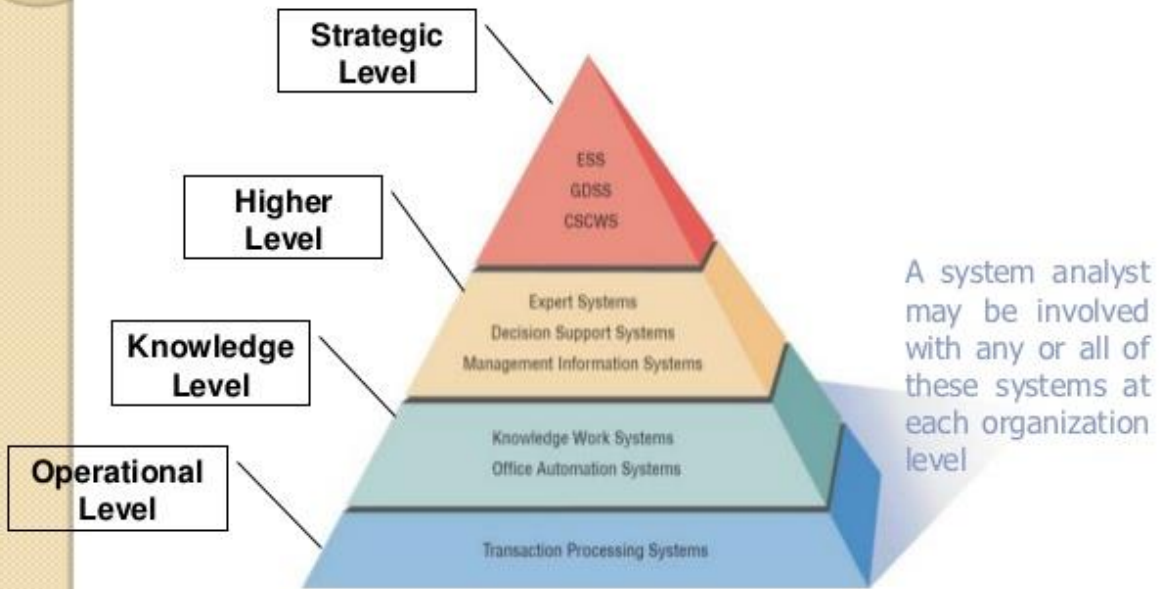 Strategic
Level
ESS
GDSS
CSCWS
Higher
Level
Expert Systems
Decision Support Systems
Management Information Systems
Knowledge
Level
Knowledge Work Systems
Office Automation Systems
Operational
Level
Transaction Processing Systems
A system analyst
may be involved
with any or all of
these systems at
each organization
level